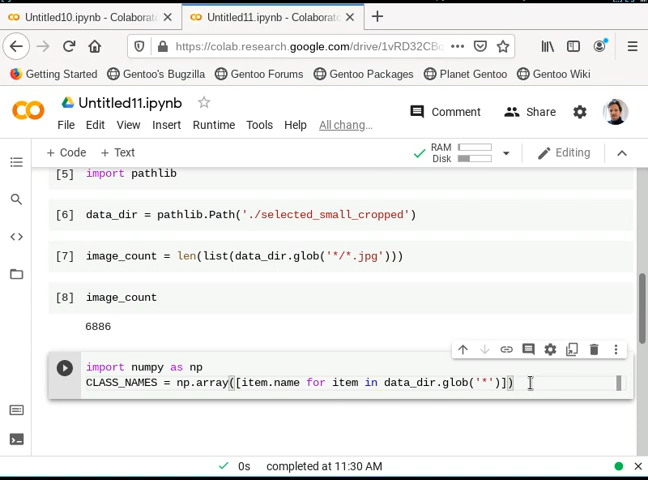 Untitled10.ipynb - Colaborato
Untitled11.ipynb - Colaborato
https://colab.research.google.com/drive/1vRD32CBc
Getting Started
Gentoo's Bugzilla
Gentoo Forums
Gentoo Packages
Planet Gentoo
Gentoo Wiki
Untitled11.ipynb
Comment
Share
File Edit View Insert Runtime Tools Help All chang...
+ Code + Text
RAM
Disk
Editing
[5] import pathlib
[6] data_dir = pathlib.Path('./selected_small_cropped')
[7] image_count = len(list(data_dir.glob('*/*.jpg')))
[8] image_count
6886
import numpy as np
CLASS_NAMES = np.array([item.name for item in data_dir.glob('*')])
0s completed at 11:30 AM